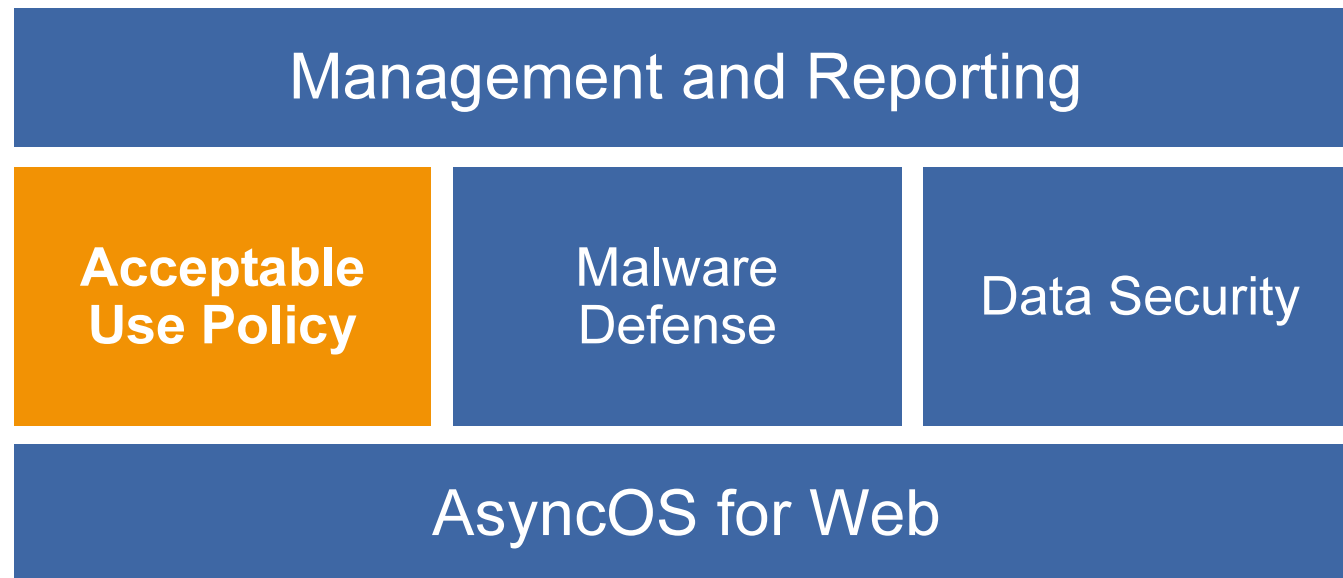 Management and Reporting
Acceptable
Use Policy
Malware
Defense
Data Security
AsyncOS for Web